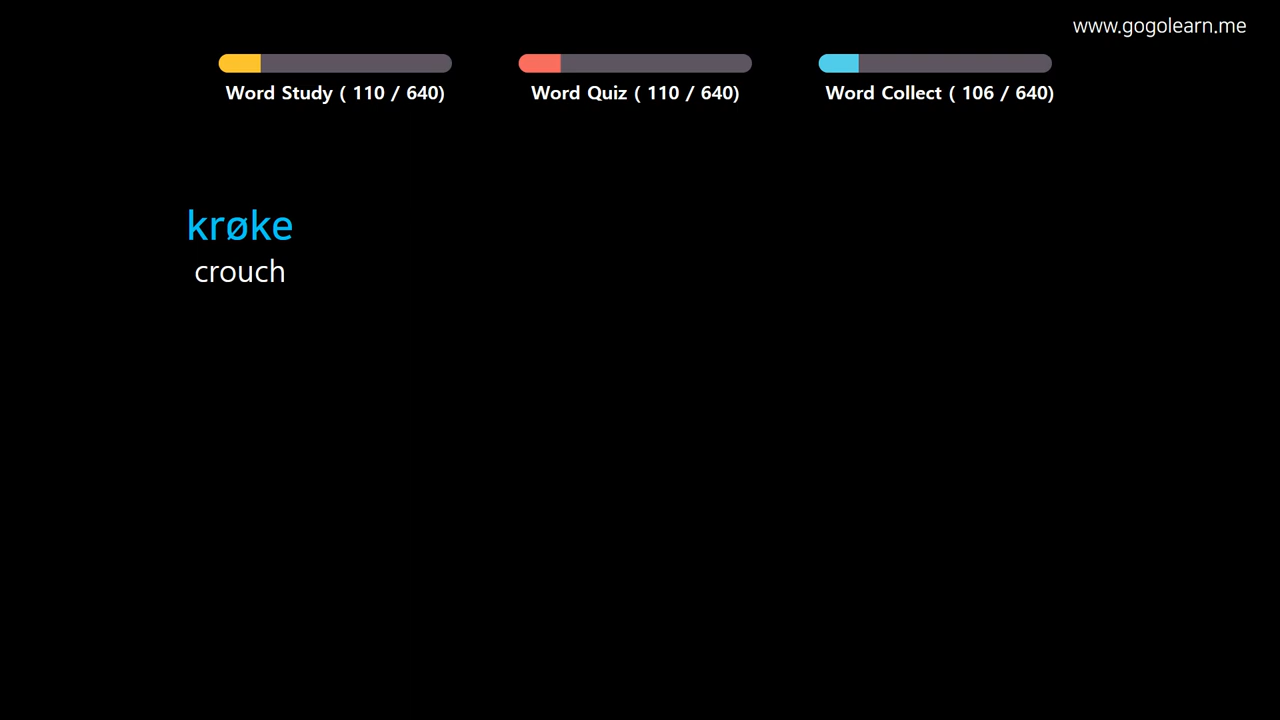 www.gogolearn.me
Word Study ( 110 / 640)
Word Quiz ( 110 / 640)
Word Collect ( 106 / 640)
krøke
crouch